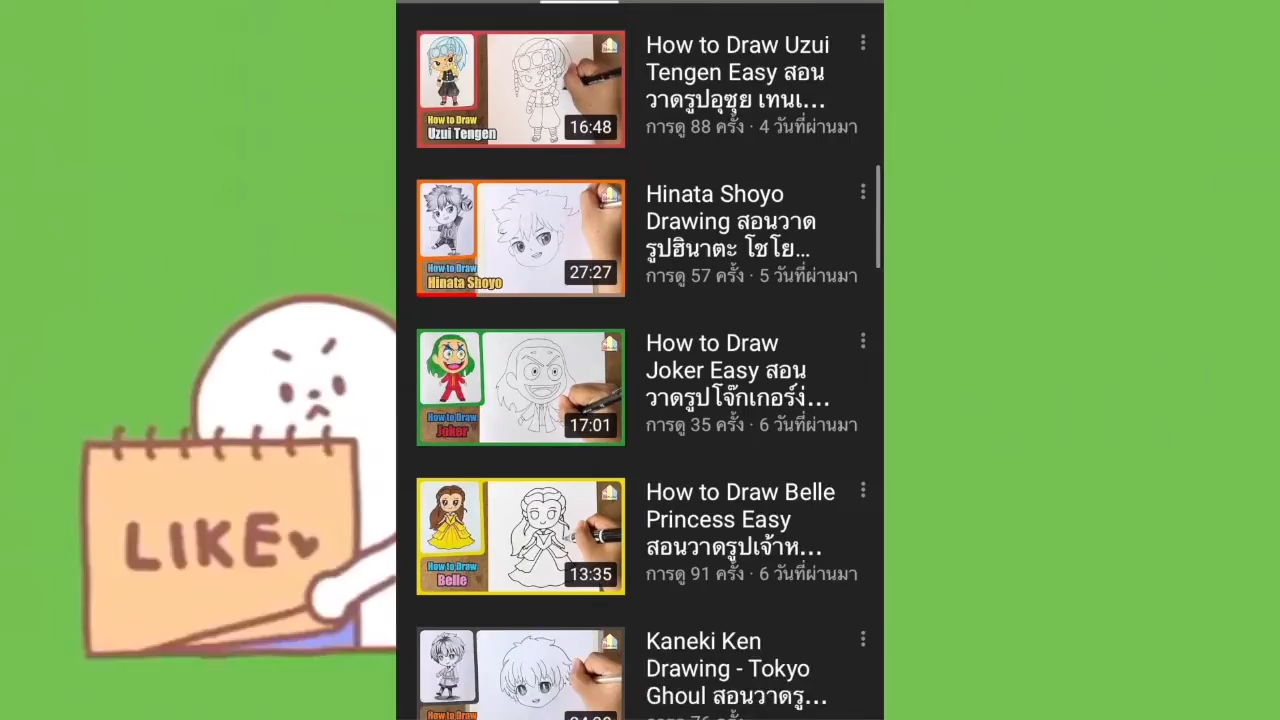 How to Draw Uzui
Tengen Easy สอน
วาดรูปอุซุย เทนเ...
การดู 88 ครั้ง · 4 วันที่ผ่านมา
How to Draw
Uzui Tengen
16:48
Hinata Shoyo
Drawing สอนวาด
รูปฮินาตะ โชโย...
การดู 57 ครั้ง · 5 วันที่ผ่านมา
How to Draw
Hinata Shoyo
27:27
How to Draw
Joker Easy สอน
วาดรูปโจ๊กเกอร์ง่...
การดู 35 ครั้ง · 6 วันที่ผ่านมา
How to Draw
Joker
17:01
LIKE
How to Draw Belle
Princess Easy
สอนวาดรูปเจ้าห...
การดู 91 ครั้ง · 6 วันที่ผ่านมา
How to Draw
Belle
13:35
Kaneki Ken
Drawing - Tokyo
Ghoul สอนวาดรู...
How to Draw